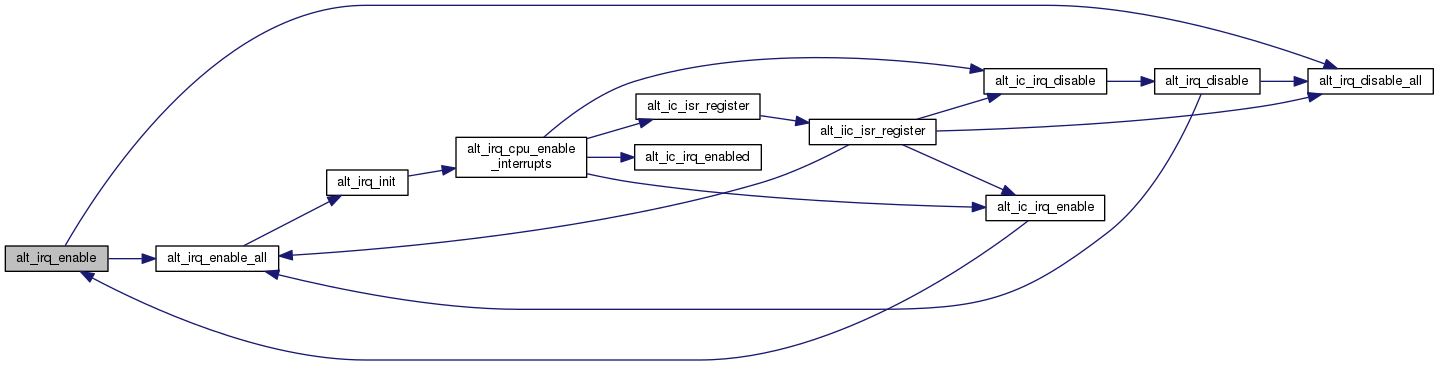 alt_irq_enable
alt_irq_enable_all
alt_irq_init
alt_irq_cpu_enable
_interrupts
alt_ic_isr_register
alt_ic_irq_enabled
alt_iic_isr_register
alt_ic_irq_disable
alt_ic_irq_enable
alt_irq_disable
alt_irq_disable_all